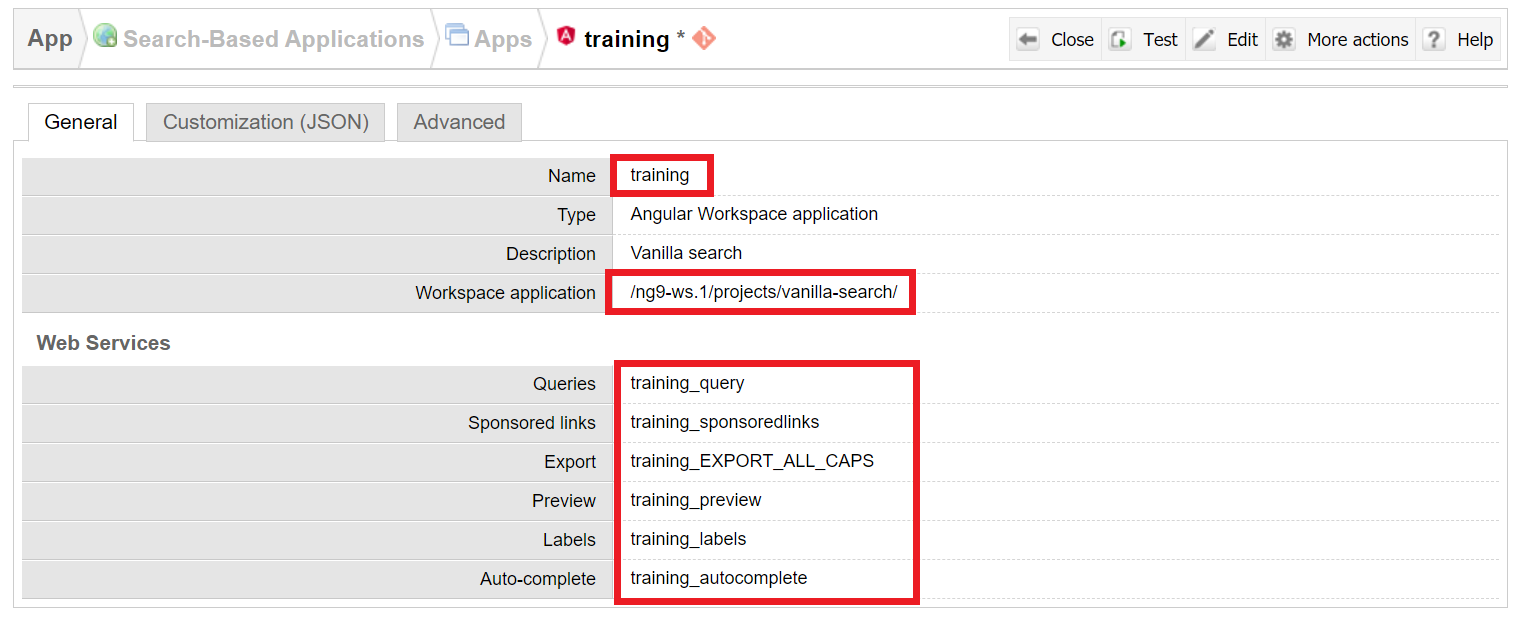 App Search-Based Applications Apps training * Close Test Edit More actions ? Help
General Customization (JSON) Advanced
Name training
Type Angular Workspace application
Description Vanilla search
Workspace application /ng9-ws.1/projects/vanilla-search/
Web Services
Queries training_query
Sponsored links training_sponsoredlinks
Export training_EXPORT_ALL_CAPS
Preview training_preview
Labels training_labels
Auto-complete training_autocomplete